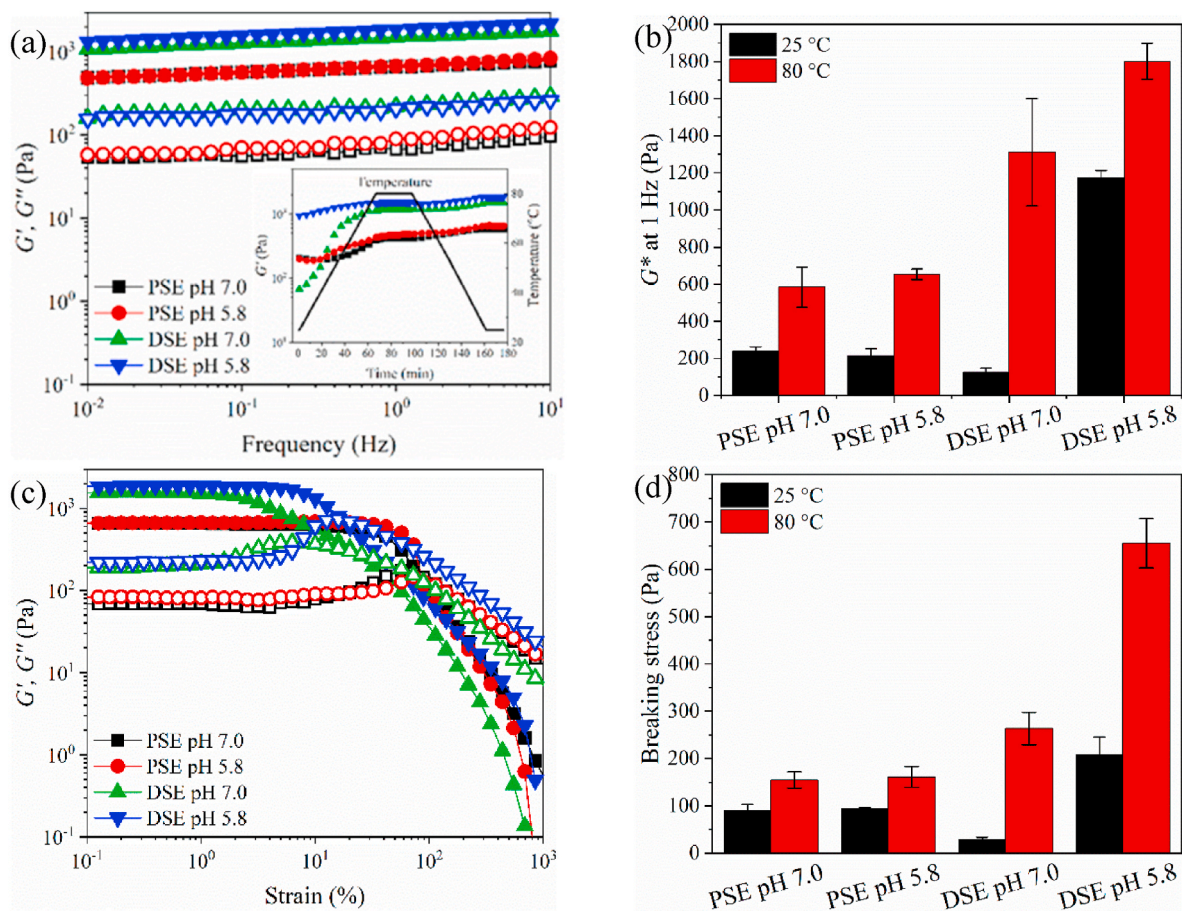 (a)
G', G'' (Pa)
10³
10²
10¹
10⁰
10⁻¹
PSE pH 7.0
PSE pH 5.8
DSE pH 7.0
DSE pH 5.8
10⁻² 10⁻¹ 10⁰ 10¹
Frequency (Hz)
Temperature
G' (Pa)
10³
10²
10¹
80
60
40
20
Temperature (°C)
0 20 40 60 80 100 120 140 160 180
Time (min)
(b)
25 °C
80 °C
G* at 1 Hz (Pa)
2000
1800
1600
1400
1200
1000
800
600
400
200
0
PSE pH 7.0 PSE pH 5.8 DSE pH 7.0 DSE pH 5.8
(c)
G', G'' (Pa)
10³
10²
10¹
10⁰
10⁻¹
PSE pH 7.0
PSE pH 5.8
DSE pH 7.0
DSE pH 5.8
10⁻¹ 10⁰ 10¹ 10² 10³
Strain (%)
(d)
25 °C
80 °C
Breaking stress (Pa)
800
700
600
500
400
300
200
100
0
PSE pH 7.0 PSE pH 5.8 DSE pH 7.0 DSE pH 5.8